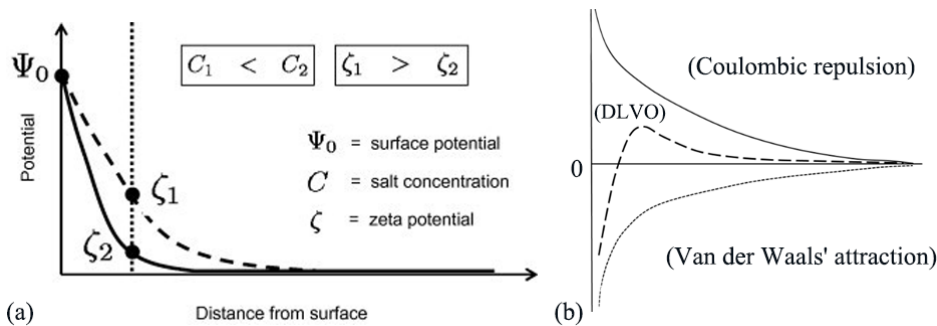 Ψ0
Potential
C1 < C2
ζ1 > ζ2
Ψ0 = surface potential
C = salt concentration
ζ = zeta potential
ζ1
ζ2
(a)
Distance from surface
(Coulombic repulsion)
(DLVO)
0
(Van der Waals' attraction)
(b)